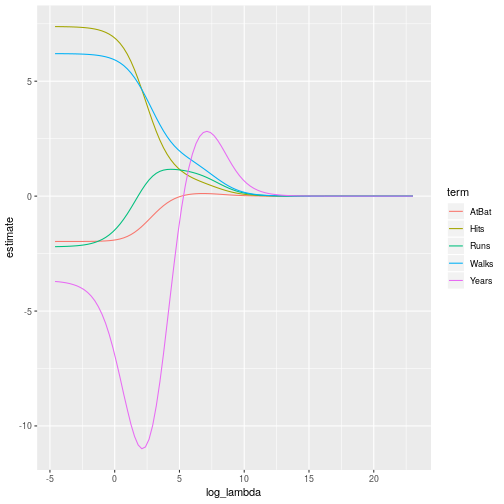 5
0
-5
-10
estimate
-5
0
5
10
15
20
log_lambda
term
AtBat
Hits
Runs
Walks
Years